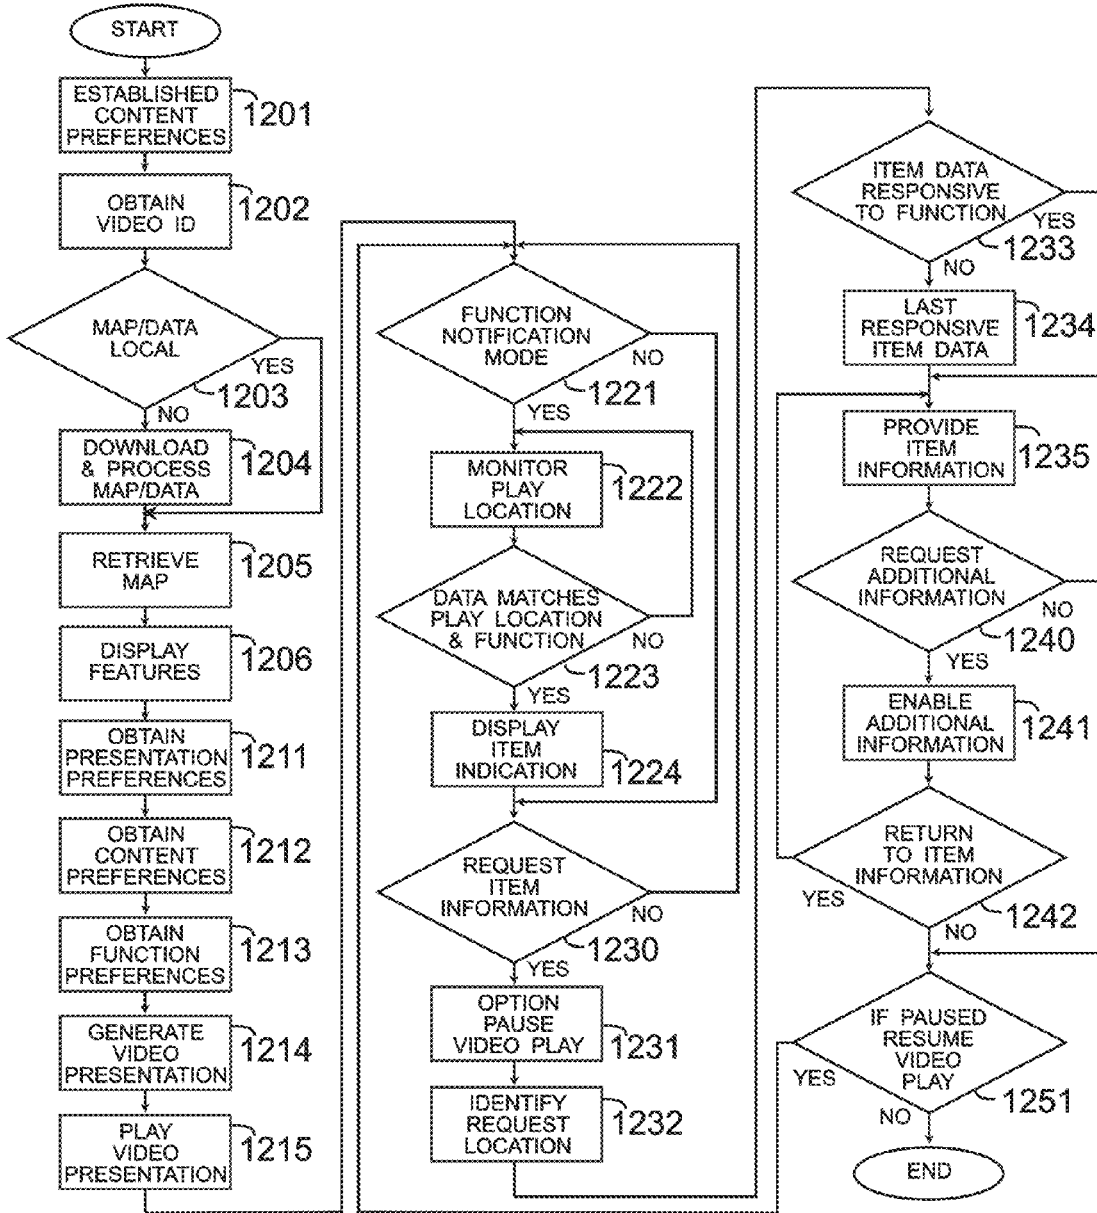 START
ESTABLISHED
CONTENT
PREFERENCES
1201
OBTAIN
VIDEO ID
1202
MAP/DATA
LOCAL
YES
1203
NO
DOWNLOAD
& PROCESS
MAP/DATA
1204
RETRIEVE
MAP
1205
DISPLAY
FEATURES
1206
OBTAIN
PRESENTATION
PREFERENCES
1211
OBTAIN
CONTENT
PREFERENCES
1212
OBTAIN
FUNCTION
PREFERENCES
1213
GENERATE
VIDEO
PRESENTATION
1214
PLAY
VIDEO
PRESENTATION
1215
FUNCTION
NOTIFICATION
MODE
NO
1221
YES
MONITOR
PLAY
LOCATION
1222
DATA MATCHES
PLAY LOCATION
& FUNCTION
NO
1223
YES
DISPLAY
ITEM
INDICATION
1224
REQUEST
ITEM
INFORMATION
NO
1230
YES
OPTION
PAUSE
VIDEO PLAY
1231
IDENTIFY
REQUEST
LOCATION
1232
ITEM DATA
RESPONSIVE
TO FUNCTION
YES
1233
NO
LAST
RESPONSIVE
ITEM DATA
1234
PROVIDE
ITEM
INFORMATION
1235
REQUEST
ADDITIONAL
INFORMATION
NO
1240
YES
ENABLE
ADDITIONAL
INFORMATION
1241
RETURN
TO ITEM
INFORMATION
YES
1242
NO
IF PAUSED
RESUME
VIDEO
PLAY
YES
1251
NO
END